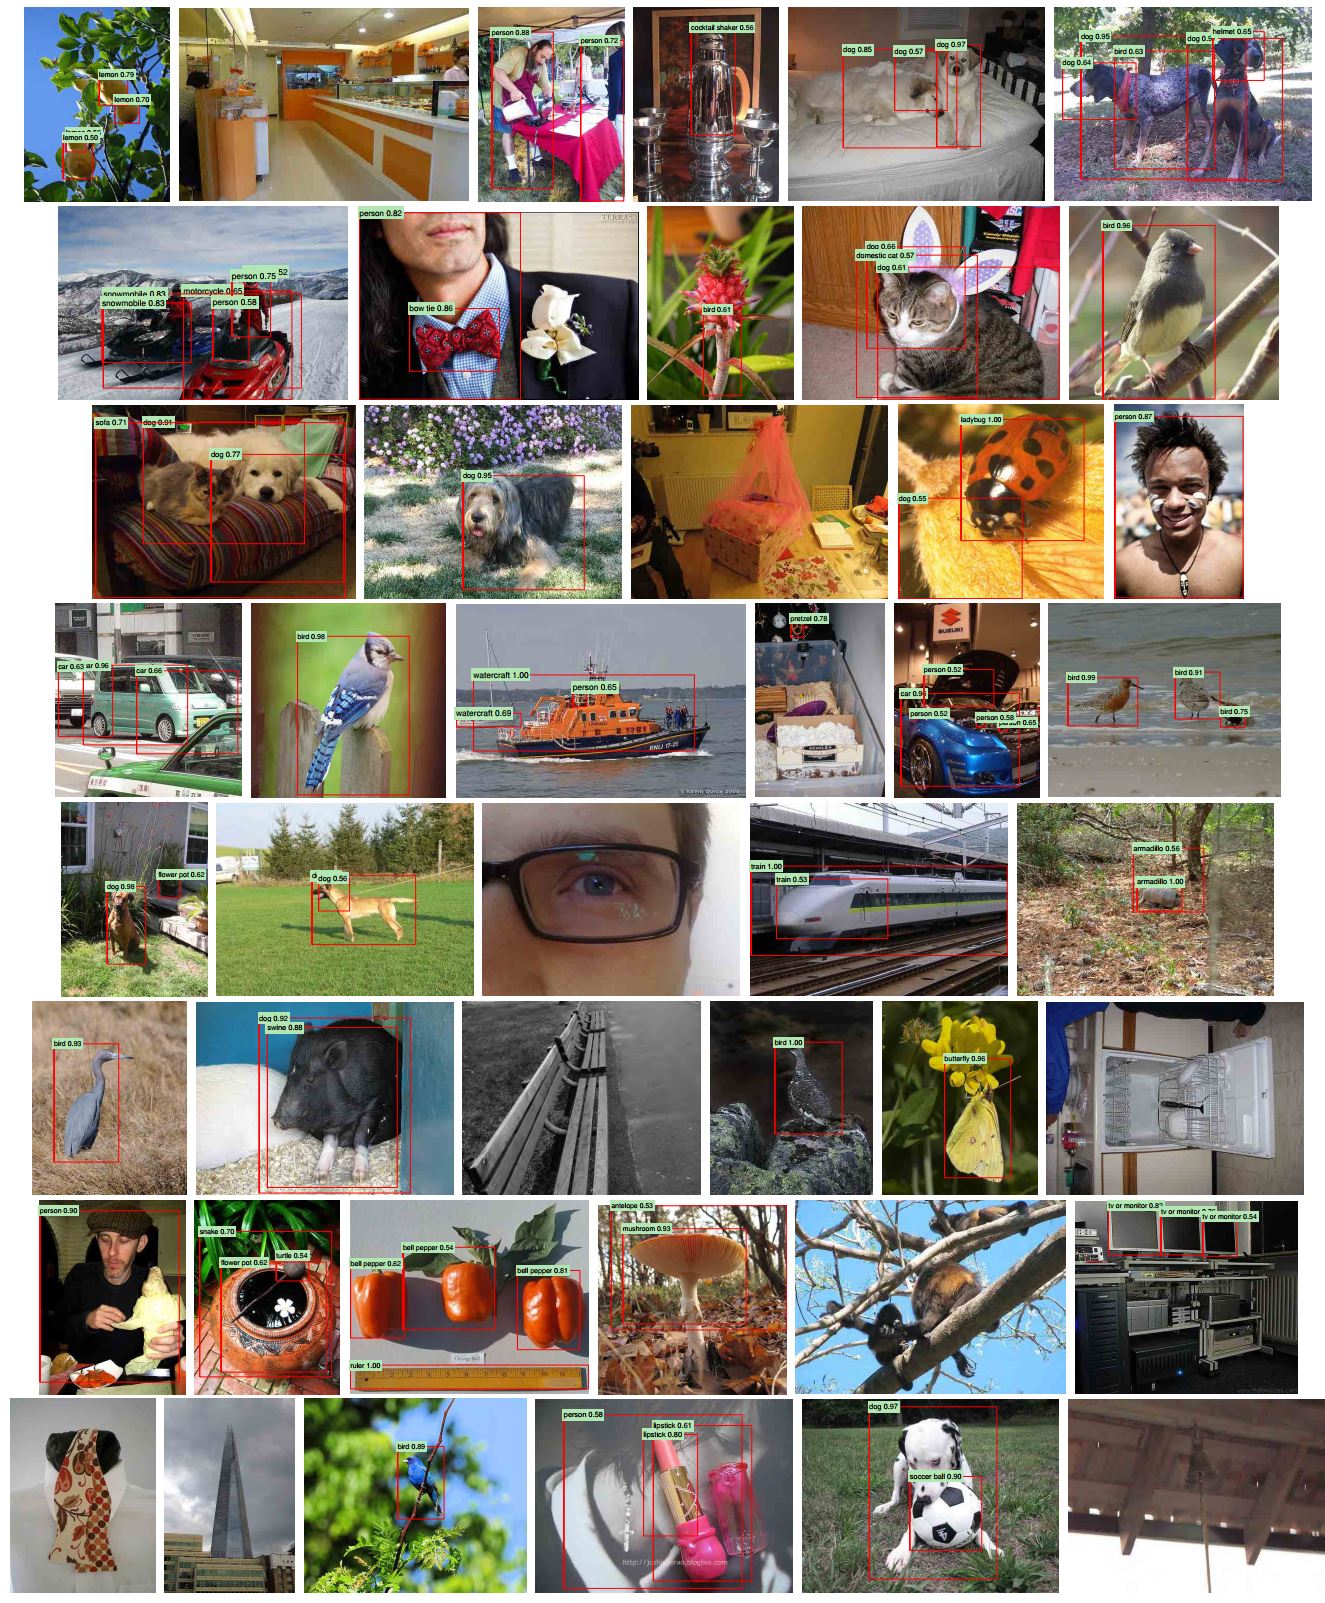 lemon 0.79
lemon 0.70
lemon 0.50
person 0.88
person 0.72
cocktail shaker 0.56
dog 0.85
dog 0.57
dog 0.97
dog 0.95
bird 0.63
helmet 0.65
dog 0.64
person 0.75
52
snowmobile 0.83
motorcycle 0.65
snowmobile 0.83
person 0.58
person 0.82
TERRA
bow tie 0.86
bird 0.61
dog 0.66
domestic cat 0.57
dog 0.61
bird 0.96
sofa 0.71
dog 0.91
dog 0.77
dog 0.95
ladybug 1.00
dog 0.55
person 0.87
car 0.63
ar 0.96
car 0.66
bird 0.98
watercraft 1.00
person 0.65
watercraft 0.69
RNLI 17-25
© KEVIN QUICK 2006
pretzel 0.78
SUZUKI
person 0.52
person 0.52
person 0.58
person 0.65
bird 0.99
bird 0.91
bird 0.75
dog 0.98
flower pot 0.62
dog 0.56
train 1.00
train 0.53
armadillo 0.56
armadillo 1.00
bird 0.93
dog 0.92
swine 0.88
bird 1.00
butterfly 0.96
person 0.90
snake 0.70
turtle 0.54
flower pot 0.62
bell pepper 0.62
bell pepper 0.54
bell pepper 0.81
Orange Bell
ruler 1.00
antelope 0.53
mushroom 0.93
tv or monitor 0.82
tv or monitor
tv or monitor 0.54
bird 0.89
person 0.58
lipstick 0.61
lipstick 0.80
dog 0.97
soccer ball 0.90